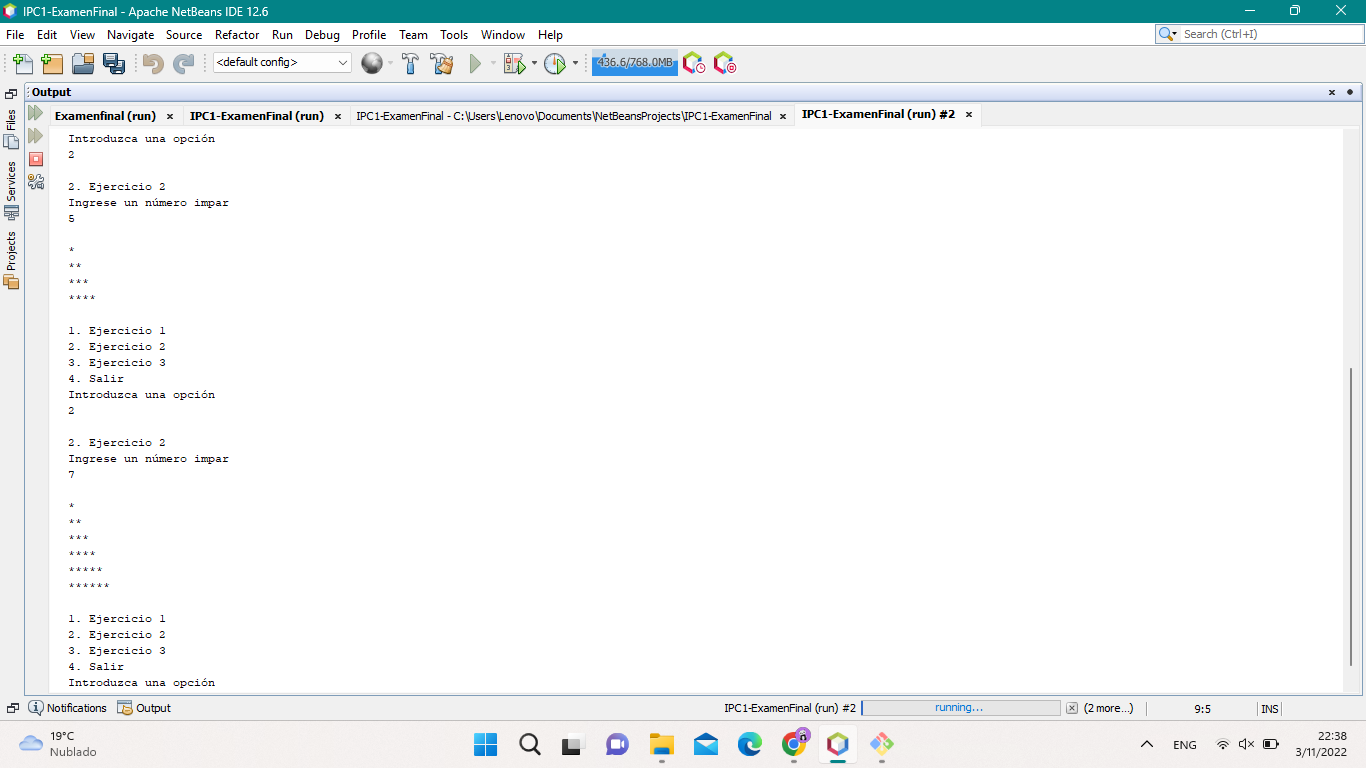 IPC1-ExamenFinal - Apache NetBeans IDE 12.6
File Edit View Navigate Source Refactor Run Debug Profile Team Tools Window Help
Search (Ctrl+I)
<default config>
436.6/768.0MB
Output
Files
Services
Projects
Examenfinal (run) IPC1-ExamenFinal (run) IPC1-ExamenFinal - C:\Users\Lenovo\Documents\NetBeansProjects\IPC1-ExamenFinal IPC1-ExamenFinal (run) #2
Introduzca una opción
2
2. Ejercicio 2
Ingrese un número impar
5
*
**
***
****
1. Ejercicio 1
2. Ejercicio 2
3. Ejercicio 3
4. Salir
Introduzca una opción
2
2. Ejercicio 2
Ingrese un número impar
7
*
**
***
****
*****
******
1. Ejercicio 1
2. Ejercicio 2
3. Ejercicio 3
4. Salir
Introduzca una opción
Notifications Output IPC1-ExamenFinal (run) #2 running... (2 more...) 9:5 INS
19°C
Nublado
ENG
22:38
3/11/2022